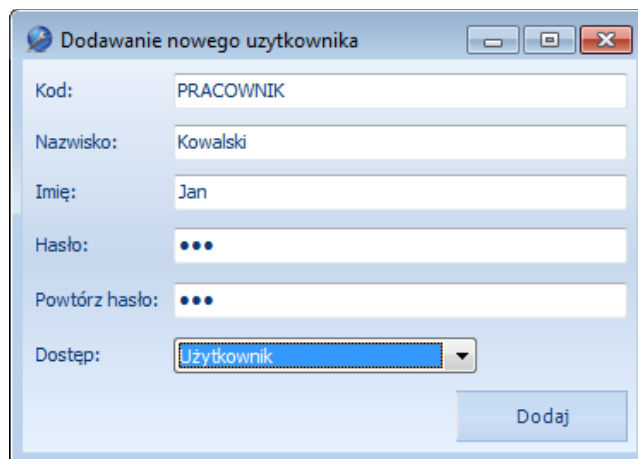 Dodawanie nowego uzytkownika
Kod: PRACOWNIK
Nazwisko: Kowalski
Imię: Jan
Hasło: •••
Powtórz hasło: •••
Dostęp: Użytkownik
Dodaj